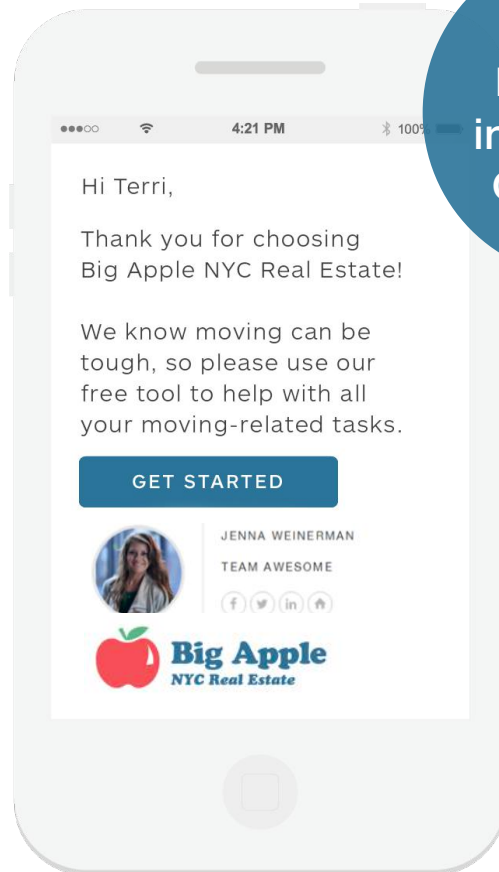 4:21 PM
100%
in
Hi Terri,
Thank you for choosing
Big Apple NYC Real Estate!
We know moving can be
tough, so please use our
free tool to help with all
your moving-related tasks.
GET STARTED
JENNA WEINERMAN
TEAM AWESOME
f in
Big Apple
NYC Real Estate